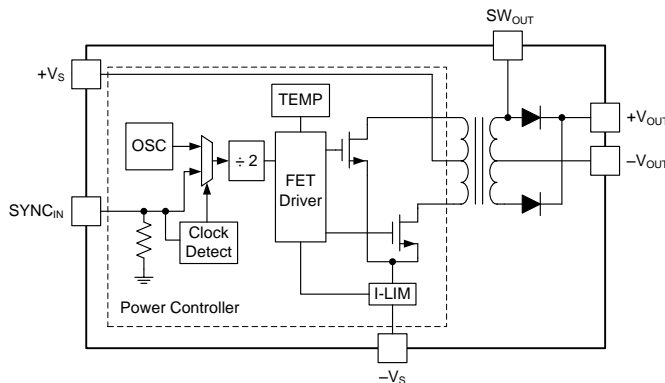 SW_OUT
+V_S
TEMP
OSC
÷ 2
FET
Driver
+V_OUT
–V_OUT
SYNC_IN
Clock
Detect
I-LIM
Power Controller
–V_S